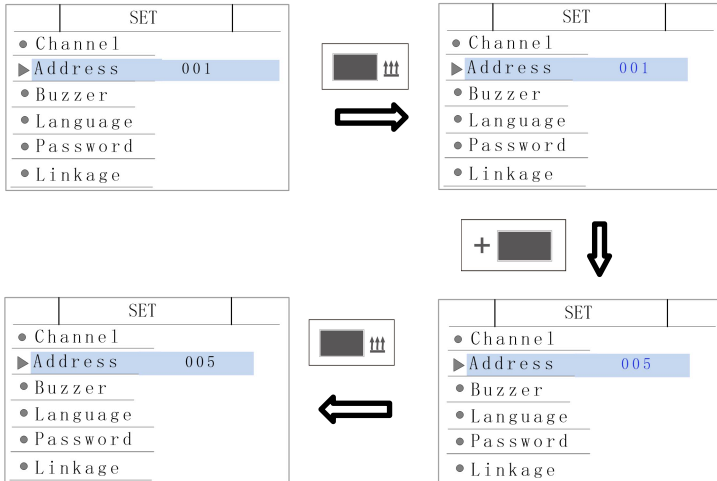 SET
Channel
Address 001
Buzzer
Language
Password
Linkage
SET
Channel
Address 001
Buzzer
Language
Password
Linkage
+
SET
Channel
Address 005
Buzzer
Language
Password
Linkage
SET
Channel
Address 005
Buzzer
Language
Password
Linkage